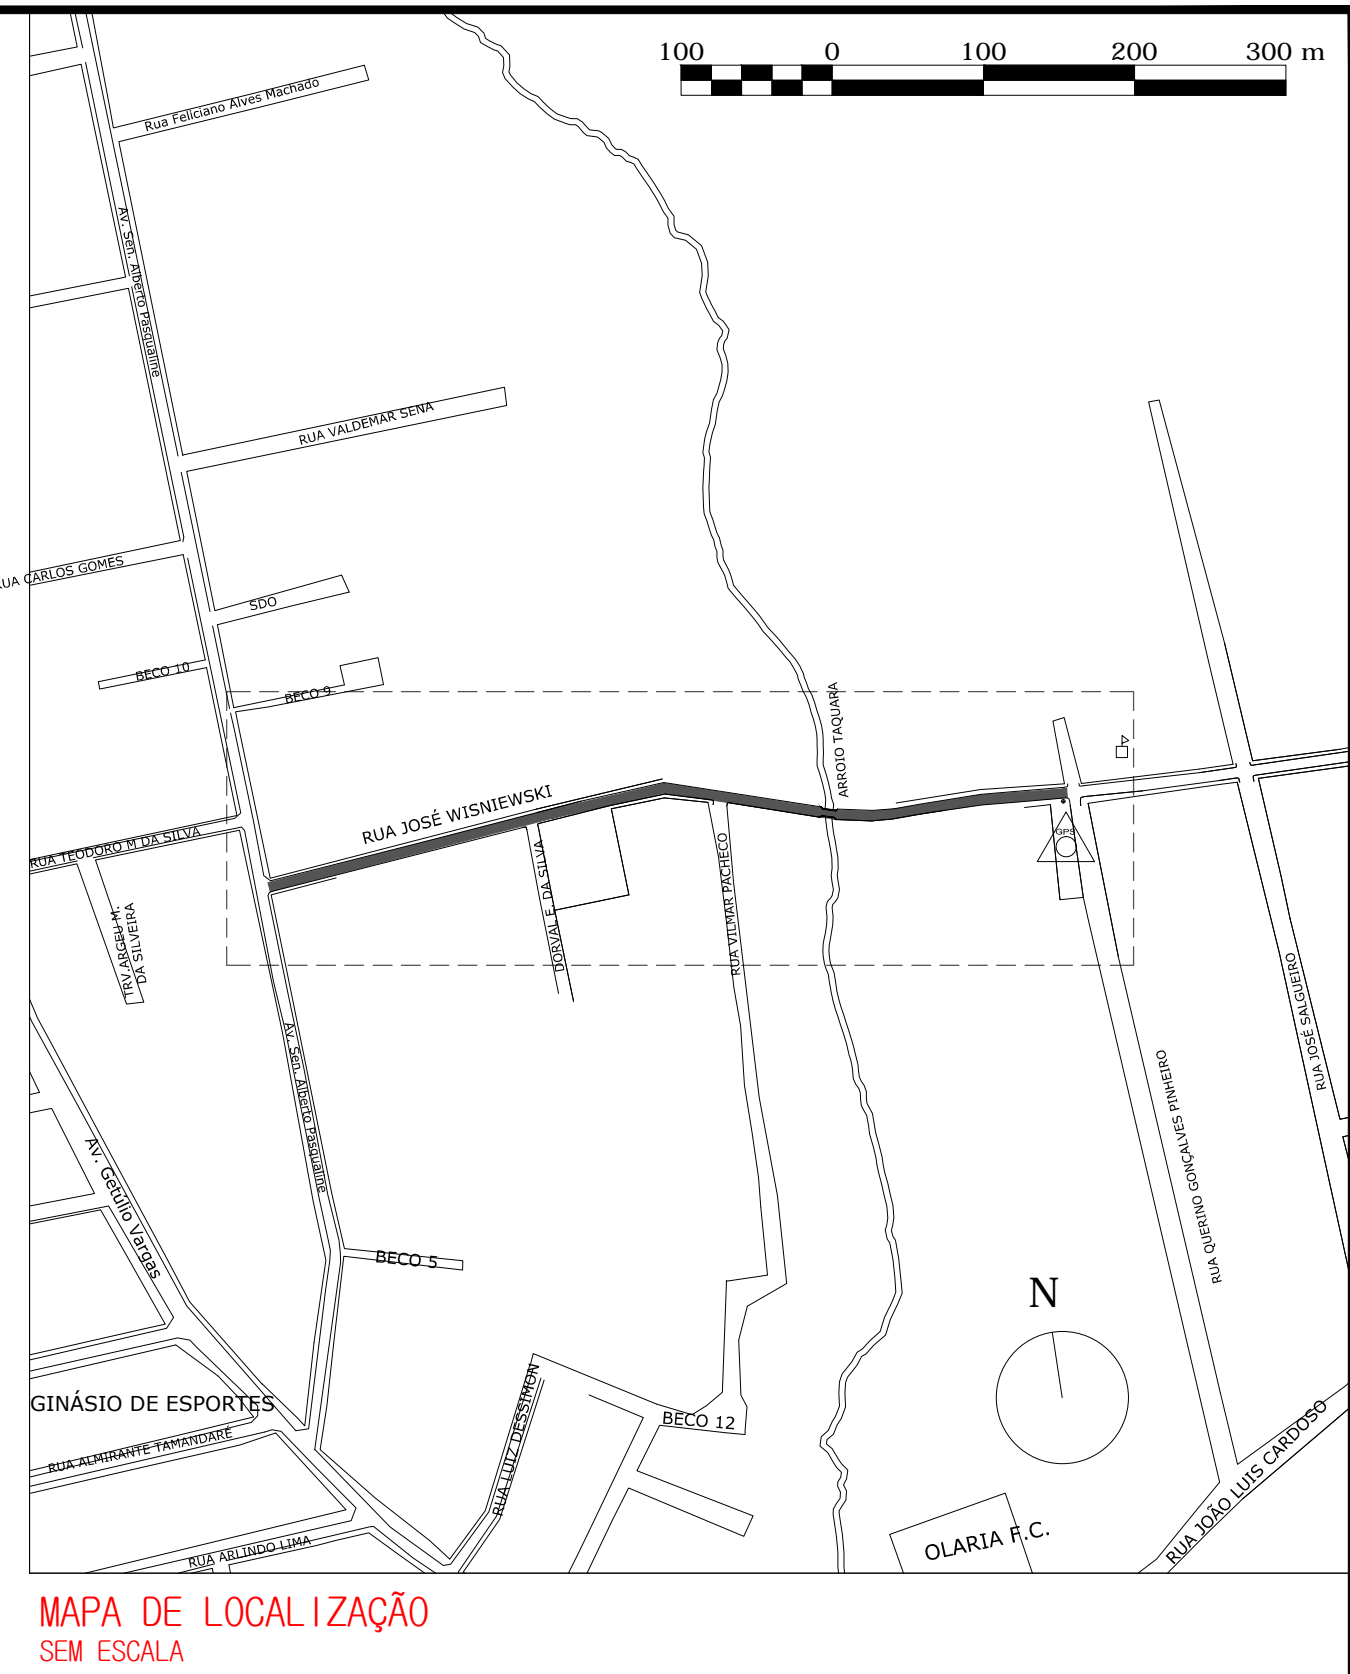 100 0 100 200 300 m
Rua Feliciano Alves Machado
Av. Sen. Alberto Pasqualine
RUA VALDEMAR SENA
RUA CARLOS GOMES
SDO
BECO 10
BECO 9
ARROIO TAQUARA
RUA JOSÉ WISNIEWSKI
RUA TEODORO M DA SILVA
GPS
DORVAL E. DA SILVA
RUA VILMAR PACHECO
TRV.ARGEU M.
DA SILVEIRA
RUA JOSÉ SALGUEIRO
Av. Sen. Alberto Pasqualine
RUA QUERINO GONÇALVES PINHEIRO
Av. Getúlio Vargas
BECO 5
N
GINÁSIO DE ESPORTES
RUA LUIZ DESSIMON
BECO 12
RUA ALMIRANTE TAMANDARÉ
RUA JOÃO LUIS CARDOSO
OLARIA F.C.
RUA ARLINDO LIMA
MAPA DE LOCALIZAÇÃO
SEM ESCALA